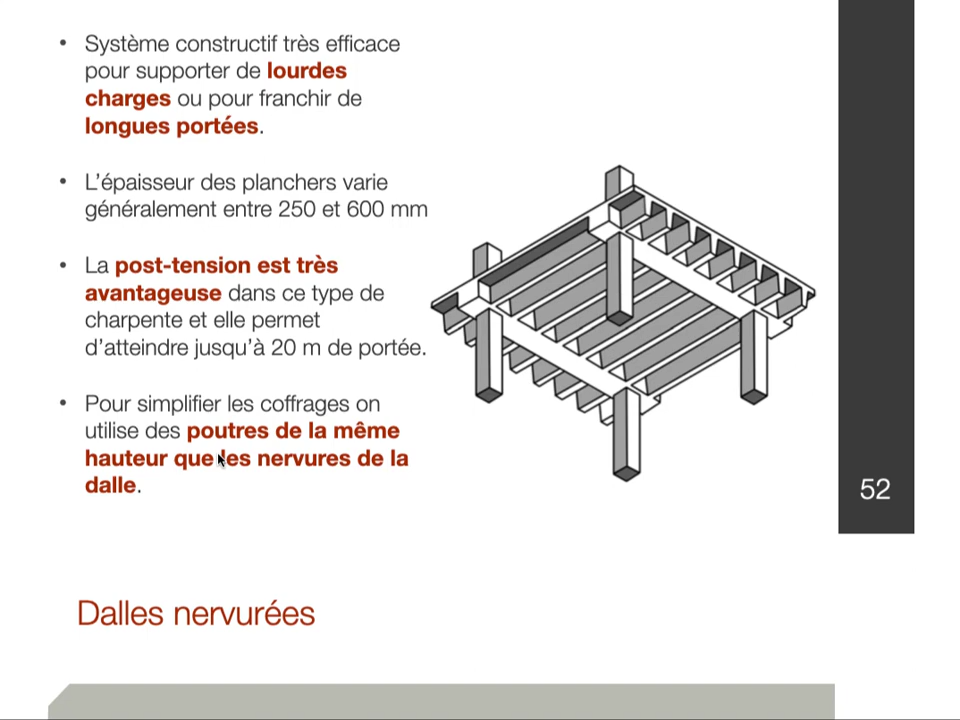 • Système constructif très efficace
pour supporter de lourdes
charges ou pour franchir de
longues portées.
• L'épaisseur des planchers varie
généralement entre 250 et 600 mm
• La post-tension est très
avantageuse dans ce type de
charpente et elle permet
d'atteindre jusqu'à 20 m de portée.
• Pour simplifier les coffrages on
utilise des poutres de la même
hauteur que les nervures de la
dalle.
52
Dalles nervurées